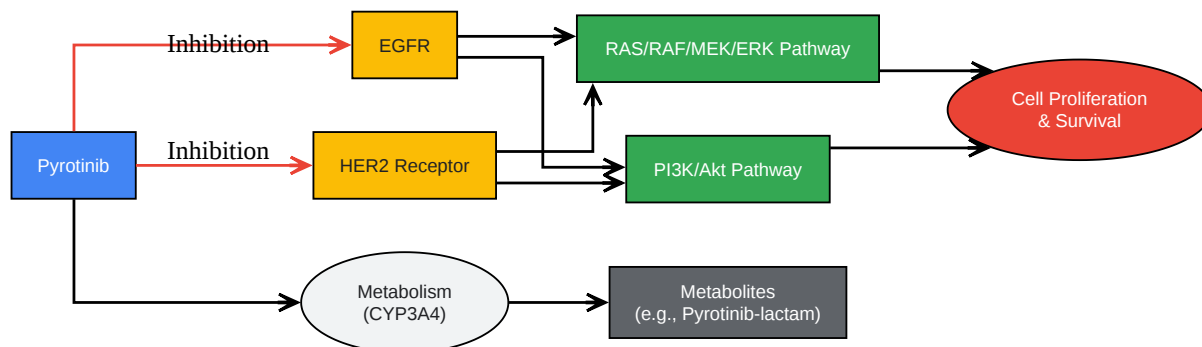 Inhibition
EGFR
RAS/RAF/MEK/ERK Pathway
Cell Proliferation
& Survival
Pyrotinib
Inhibition
HER2 Receptor
PI3K/Akt Pathway
Metabolism
(CYP3A4)
Metabolites
(e.g., Pyrotinib-lactam)